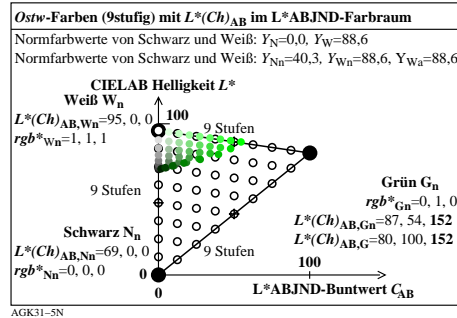 Ostw-Farben (9stufig) mit L*(Ch)AB im L*ABJND-Farbraum
Normfarbwerte von Schwarz und Weiß: YN=0,0, YW=88,6
Normfarbwerte von Schwarz und Weiß: YNn=40,3, YWn=88,6, YWa=88,6
CIELAB Helligkeit L*
Weiß Wn
100
L*(Ch)AB,Wn=95, 0, 0
rgb*Wn=1, 1, 1
9 Stufen
9 Stufen
Grün Gn
rgb*Gn=0, 1, 0
L*(Ch)AB,Gn=87, 54, 152
L*(Ch)AB,G=80, 100, 152
Schwarz Nn
9 Stufen
L*(Ch)AB,Nn=69, 0, 0
rgb*Nn=0, 0, 0
0
0
100
L*ABJND-Buntwert CAB
AGK31-5N